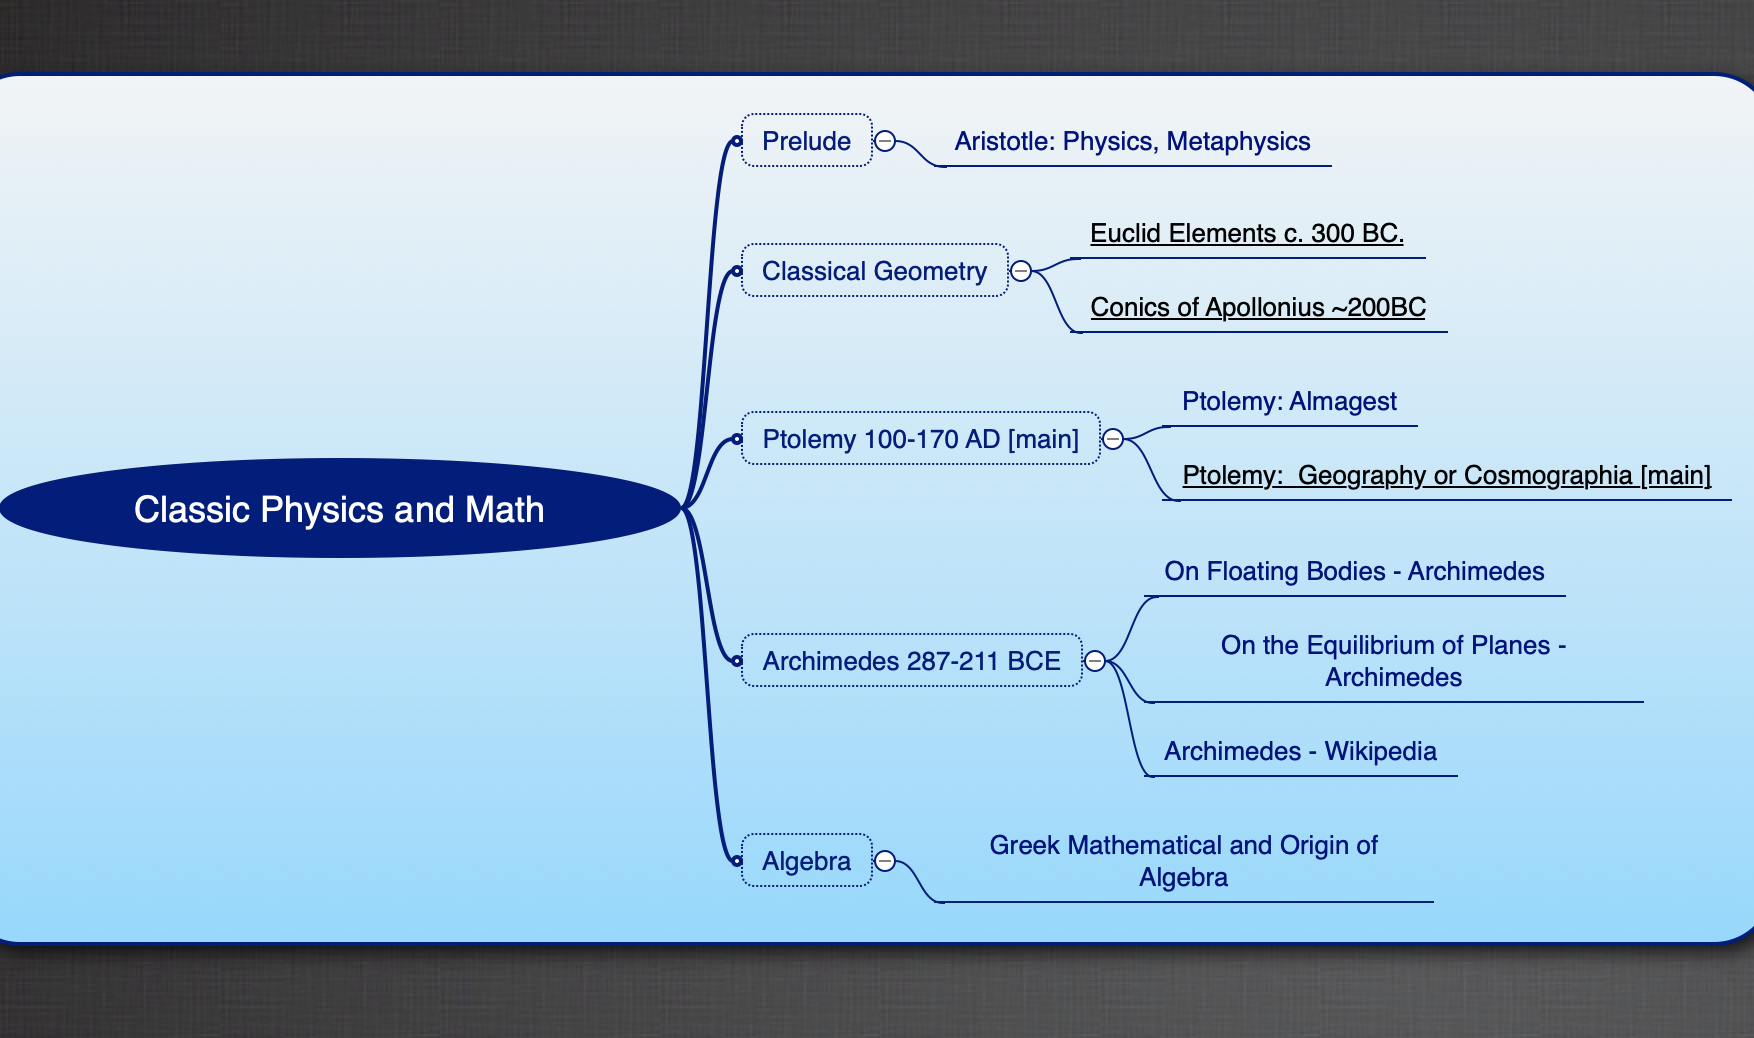 Classic Physics and Math
Prelude
Aristotle: Physics, Metaphysics
Classical Geometry
Euclid Elements c. 300 BC.
Conics of Apollonius ~200BC
Ptolemy 100-170 AD [main]
Ptolemy: Almagest
Ptolemy:  Geography or Cosmographia [main]
Archimedes 287-211 BCE
On Floating Bodies - Archimedes
On the Equilibrium of Planes -
Archimedes
Archimedes - Wikipedia
Algebra
Greek Mathematical and Origin of
Algebra